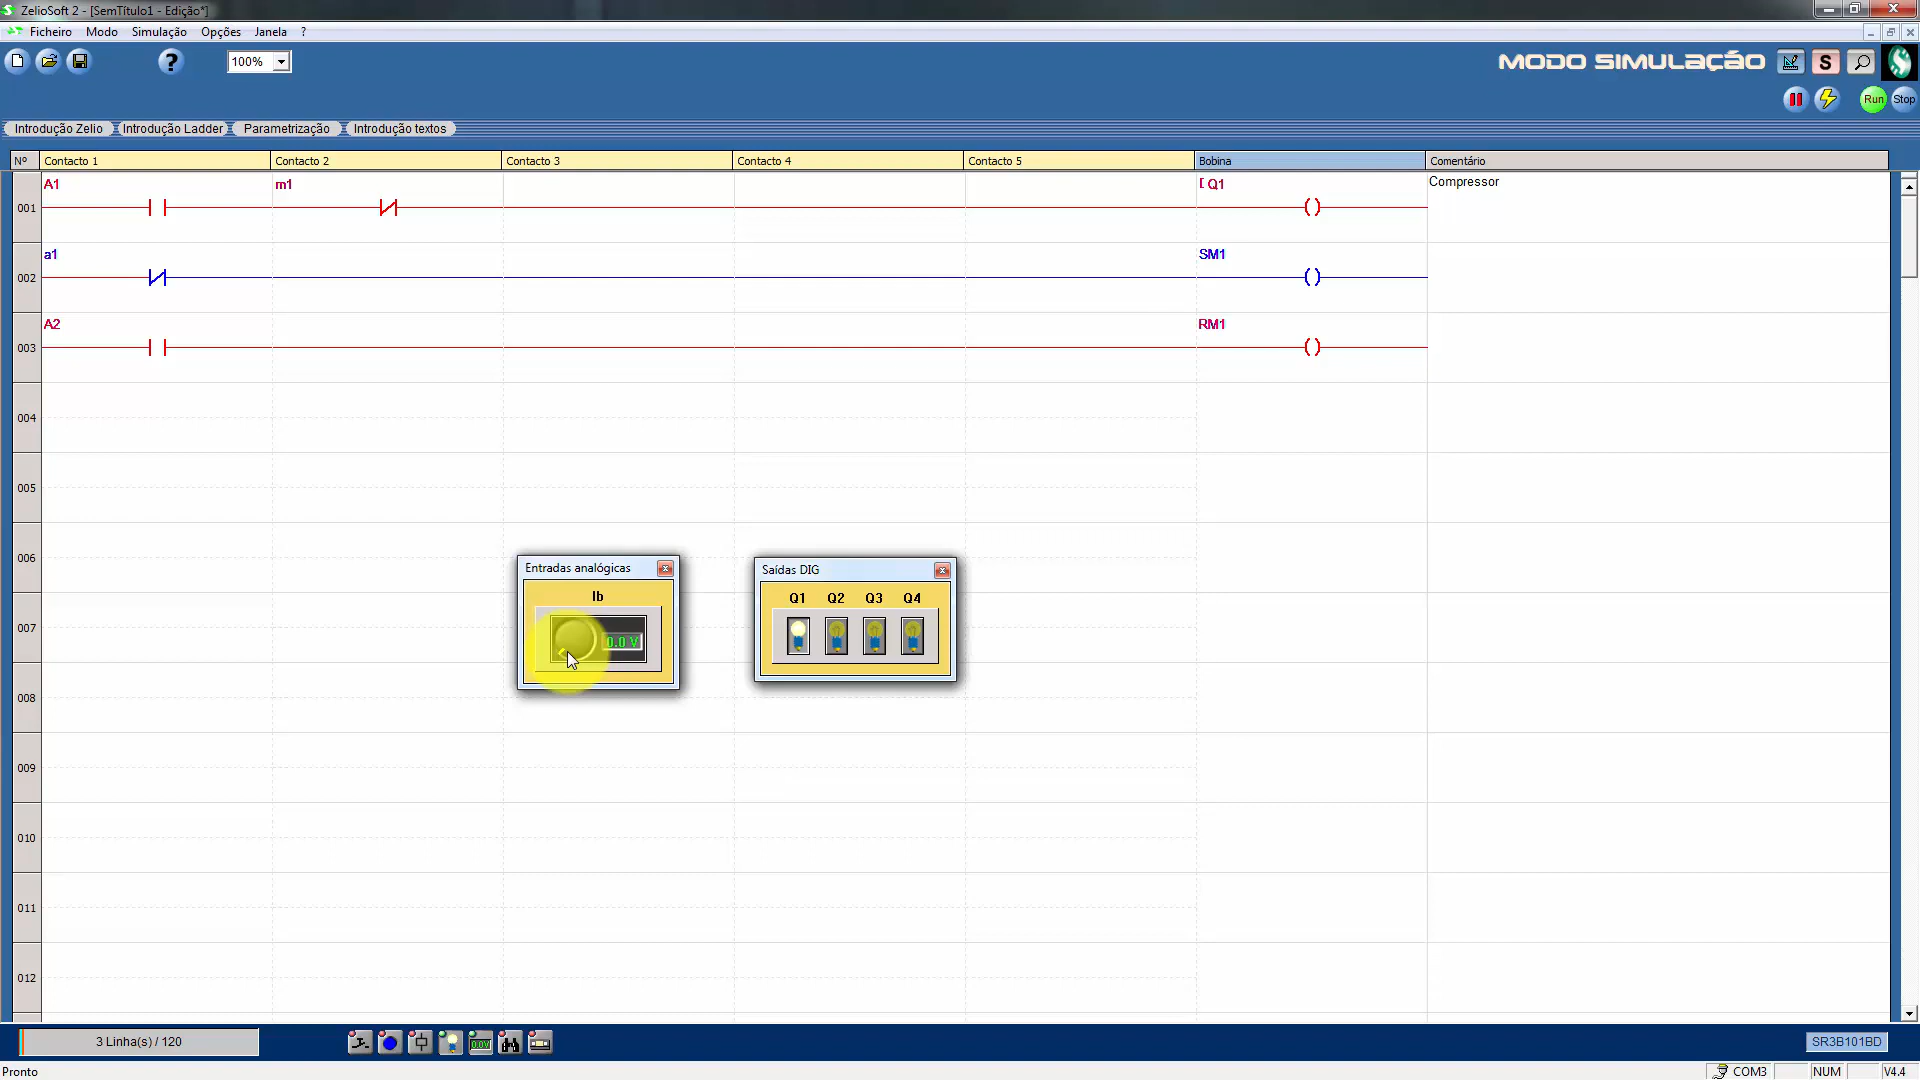 ZelioSoft 2 - [SemTítulo1 - Edição*]
Ficheiro Modo Simulação Opções Janela ?
100%
MODO SIMULAÇÃO
S
Run Stop
Introdução Zelio Introdução Ladder Parametrização Introdução textos
Nº Contacto 1 Contacto 2 Contacto 3 Contacto 4 Contacto 5 Bobina Comentário
A1 m1 [ Q1 Compressor
001
a1 SM1
002
A2 RM1
003
004
005
006
Entradas analógicas Saídas DIG
Ib Q1 Q2 Q3 Q4
007
0.0 V
008
009
010
011
012
3 Linha(s) / 120
0.0V
SR3B101BD
Pronto COM3 NUM V4.4